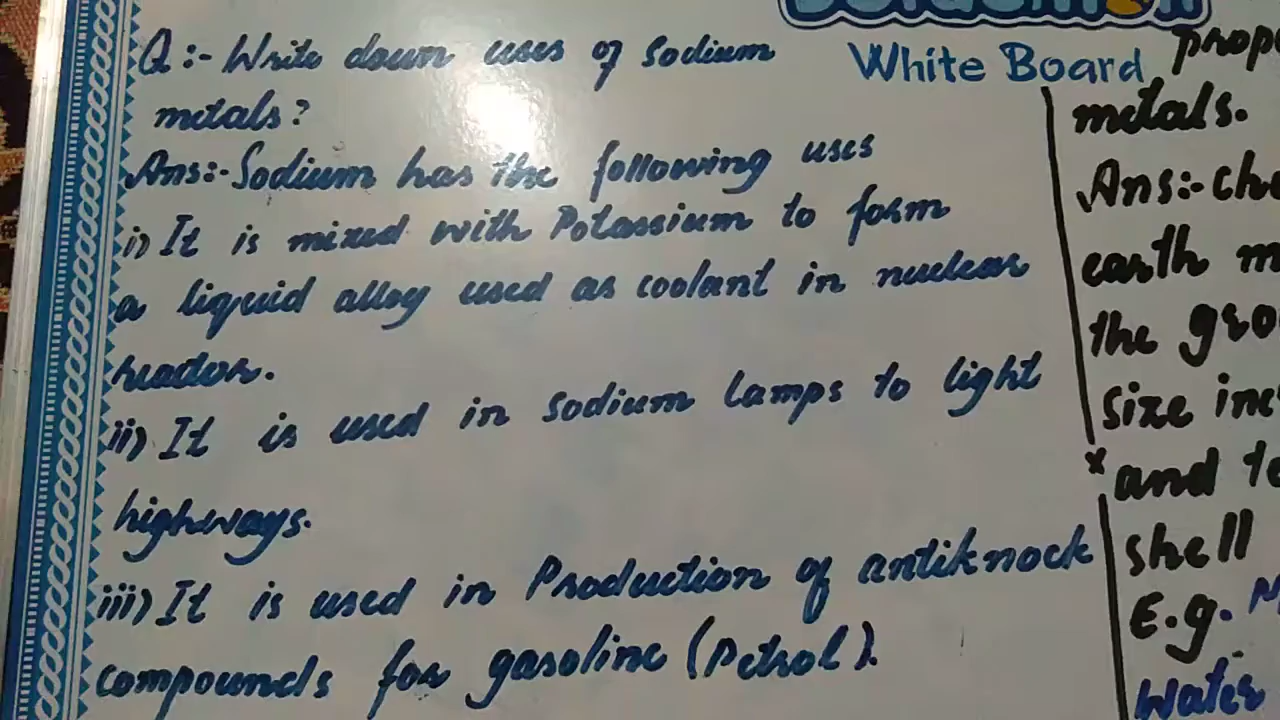 Doraemon
White Board
Q:- Write down uses of sodium
metals?
Ans:- Sodium has the following uses
i) It is mixed with Potassium to form
a liquid alloy used as coolant in nuclear
reactor.
ii) It is used in sodium lamps to light
highways.
iii) It is used in Production of antiknock
compounds for gasoline (Petrol).
metals.
Ans:-
earth
the
size
* and
shell
E.g.
Water